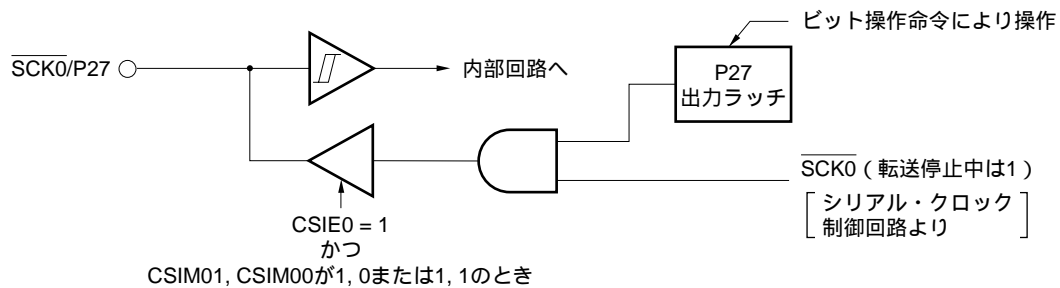 ビット操作命令により操作
SCK0/P27
内部回路へ
P27
出力ラッチ
SCK0（転送停止中は1）
シリアル・クロック
制御回路より
CSIE0 = 1
かつ
CSIM01, CSIM00が1, 0または1, 1のとき